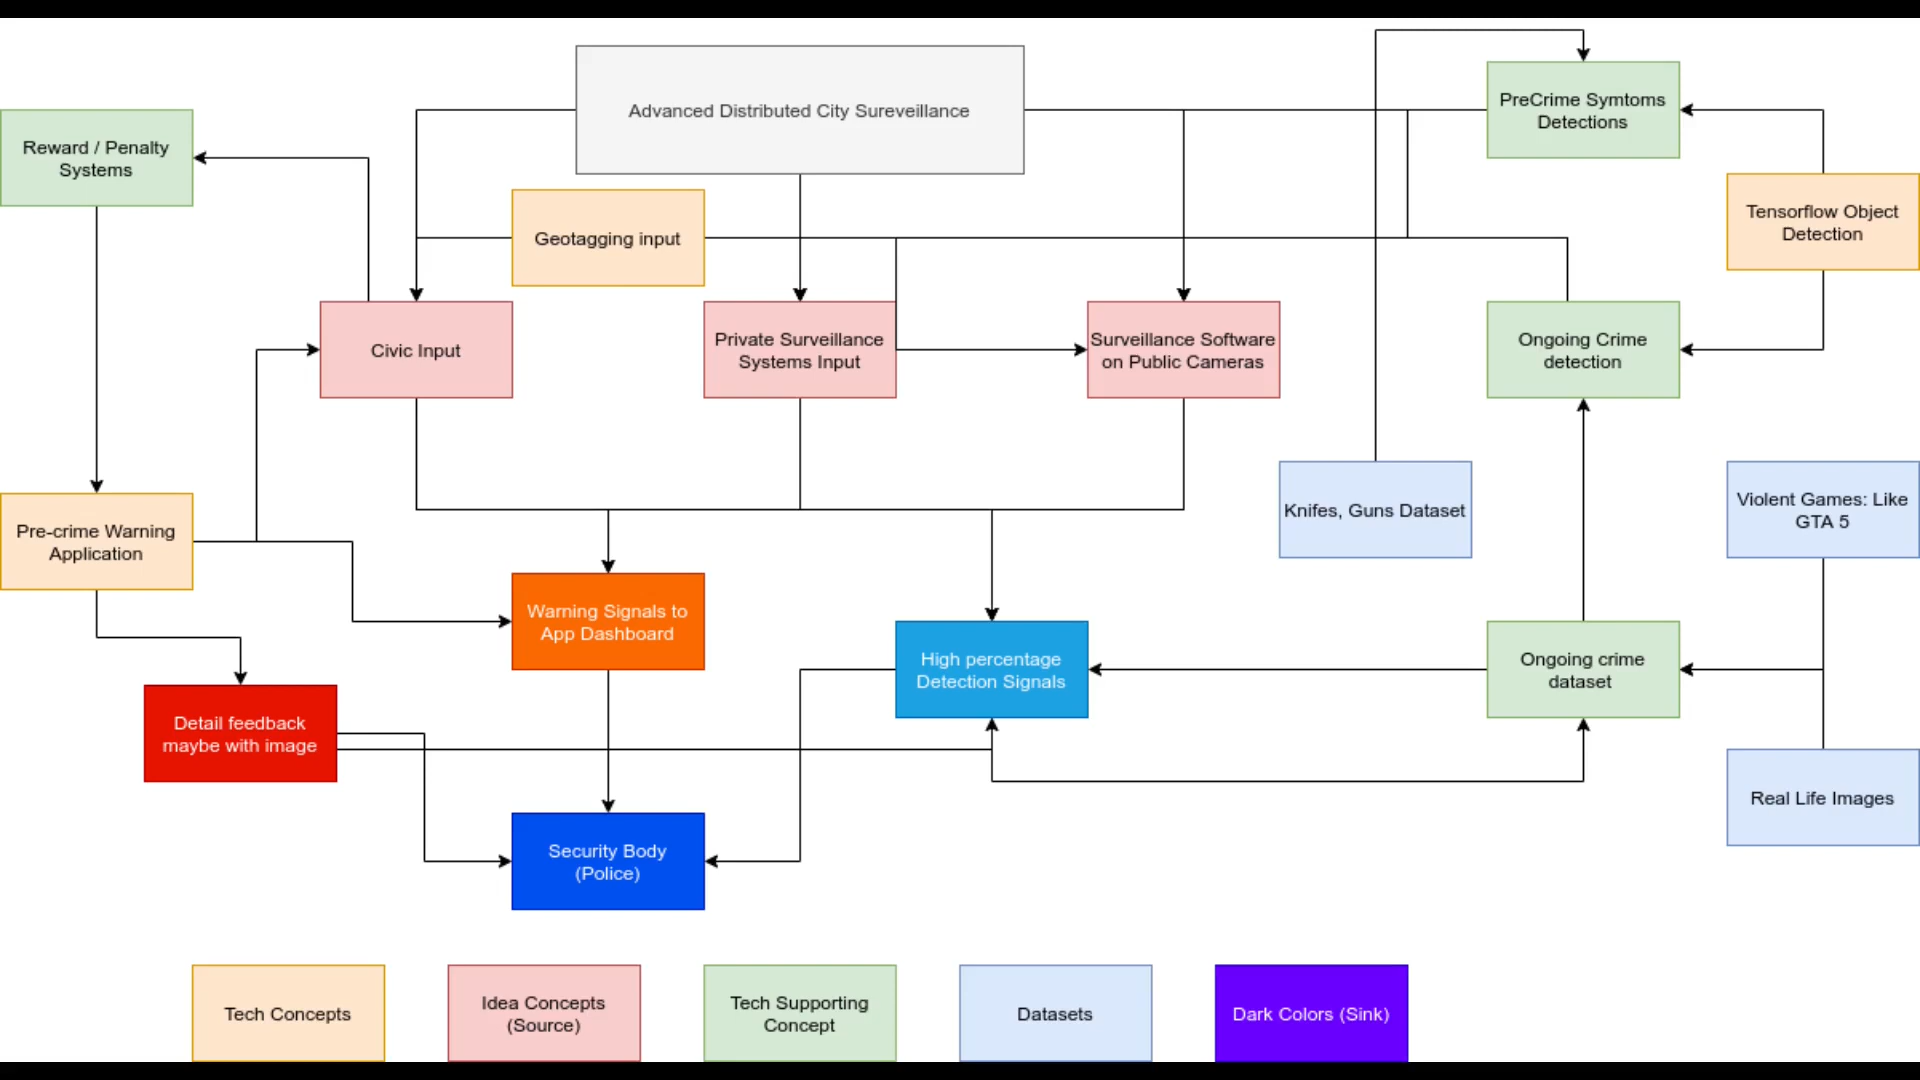 Advanced Distributed City Sureveillance
PreCrime Symtoms
Detections
Reward / Penalty
Systems
Tensorflow Object
Detection
Geotagging input
Civic Input
Private Surveillance
Systems Input
Surveillance Software
on Public Cameras
Ongoing Crime
detection
Knifes, Guns Dataset
Violent Games: Like
GTA 5
Pre-crime Warning
Application
Warning Signals to
App Dashboard
High percentage
Detection Signals
Ongoing crime
dataset
Detail feedback
maybe with image
Real Life Images
Security Body
(Police)
Tech Concepts
Idea Concepts
(Source)
Tech Supporting
Concept
Datasets
Dark Colors (Sink)